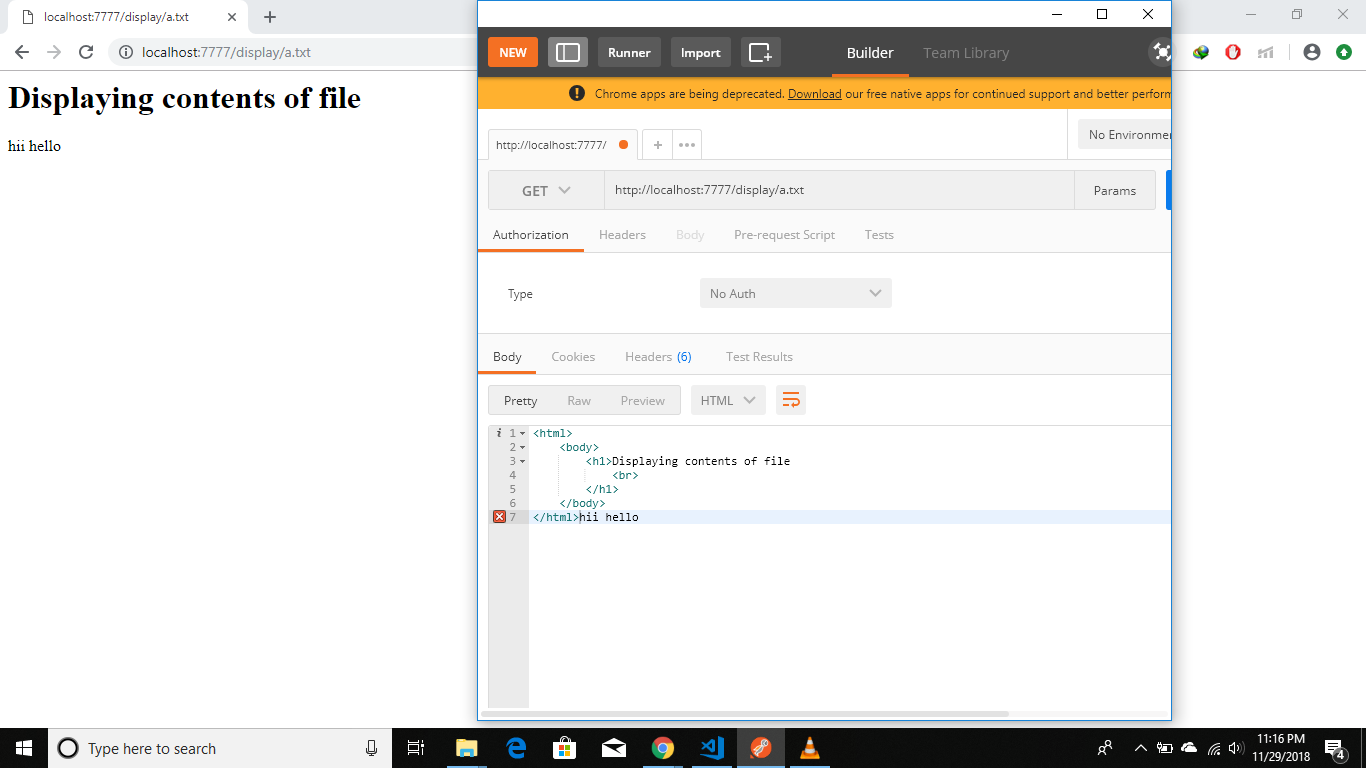 localhost:7777/display/a.txt
localhost:7777/display/a.txt
Displaying contents of file
hii hello
NEW
Runner
Import
Builder
Team Library
Chrome apps are being deprecated. Download our free native apps for continued support and better perform
http://localhost:7777/
No Environme
GET
http://localhost:7777/display/a.txt
Params
Authorization
Headers
Body
Pre-request Script
Tests
Type
No Auth
Body
Cookies
Headers (6)
Test Results
Pretty
Raw
Preview
HTML
i 1 <html>
2 <body>
3 <h1>Displaying contents of file
4 <br>
5 </h1>
6 </body>
7 </html>hii hello
Type here to search
11:16 PM
11/29/2018
4